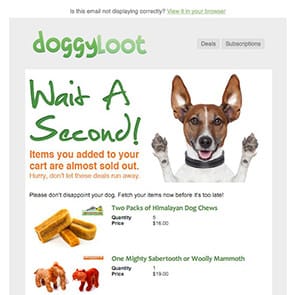 Is this email not displaying correctly? View it in your browser
doggyloot
Deals
Subscriptions
Wait A
Second!
Items you added to your
cart are almost sold out.
Hurry, don't let these deals run away.
Please don't disappoint your dog. Fetch your items now before it's too late!
Two Packs of Himalayan Dog Chews
Quantity 5
Price $16.00
One Mighty Sabertooth or Woolly Mammoth
Quantity 1
Price $19.00